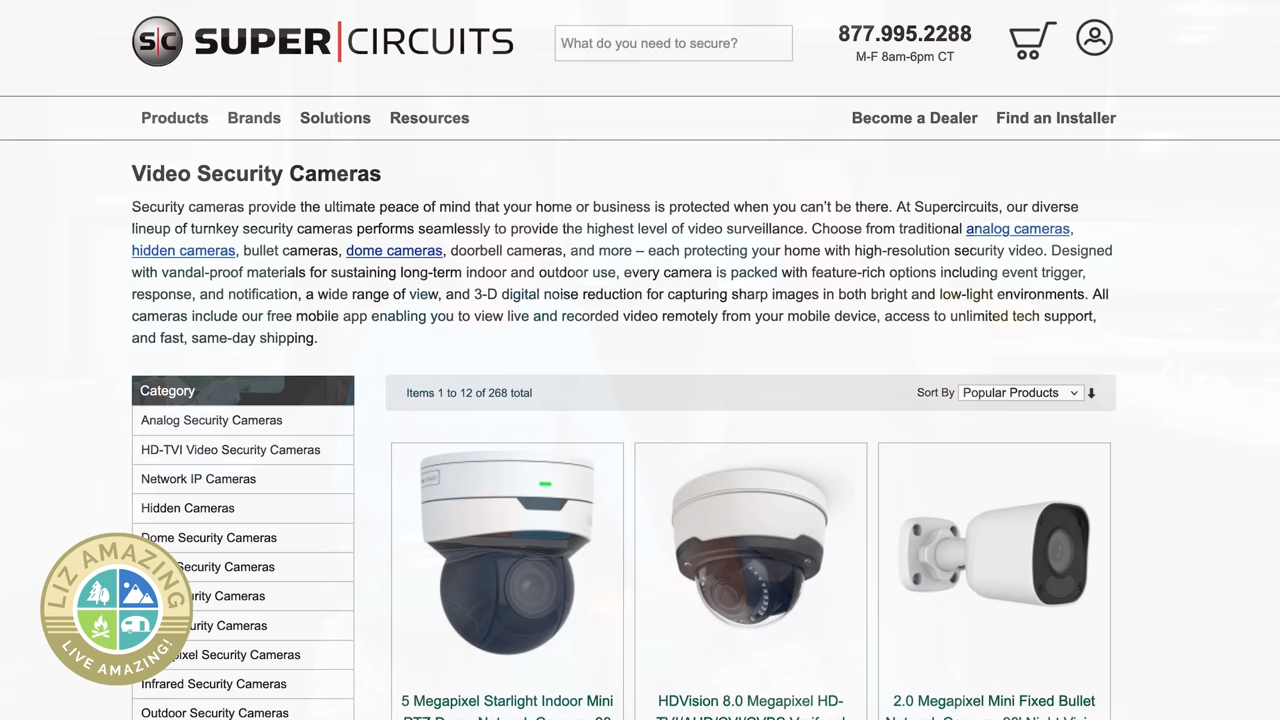 S|C SUPER|CIRCUITS
What do you need to secure?
877.995.2288
M-F 8am-6pm CT
Products Brands Solutions Resources Become a Dealer Find an Installer
Video Security Cameras
Security cameras provide the ultimate peace of mind that your home or business is protected when you can’t be there. At Supercircuits, our diverse
lineup of turnkey security cameras performs seamlessly to provide the highest level of video surveillance. Choose from traditional analog cameras,
hidden cameras, bullet cameras, dome cameras, doorbell cameras, and more – each protecting your home with high-resolution security video. Designed
with vandal-proof materials for sustaining long-term indoor and outdoor use, every camera is packed with feature-rich options including event trigger,
response, and notification, a wide range of view, and 3-D digital noise reduction for capturing sharp images in both bright and low-light environments. All
cameras include our free mobile app enabling you to view live and recorded video remotely from your mobile device, access to unlimited tech support,
and fast, same-day shipping.
Category
Analog Security Cameras
HD-TVI Video Security Cameras
Network IP Cameras
Hidden Cameras
Dome Security Cameras
Security Cameras
Cameras
Cameras
Security Cameras
Infrared Security Cameras
Outdoor Security Cameras
Items 1 to 12 of 268 total
Sort By Popular Products
5 Megapixel Starlight Indoor Mini
HDVision 8.0 Megapixel HD-
2.0 Megapixel Mini Fixed Bullet
LIZ AMAZING
LIVE AMAZING!